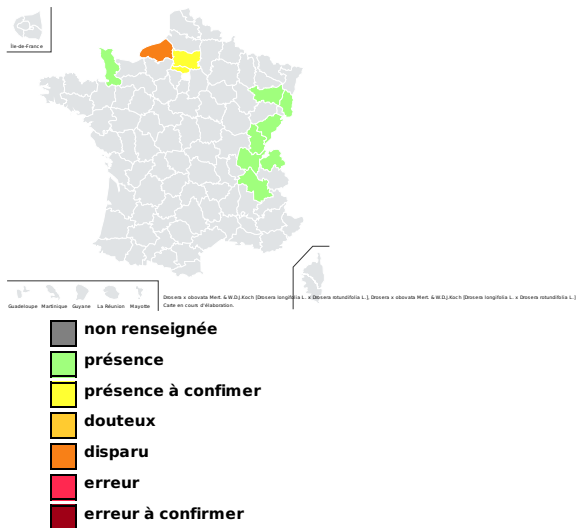 Île-de-France
Guadeloupe Martinique Guyane La Réunion Mayotte
Drosera x obovata Mert. & W.D.J.Koch [Drosera longifolia L. x Drosera rotundifolia L.], Drosera x obovata Mert. & W.D.J.Koch [Drosera longifolia L. x Drosera rotundifolia L.]
Carte en cours d'élaboration.
non renseignée
présence
présence à confimer
douteux
disparu
erreur
erreur à confirmer